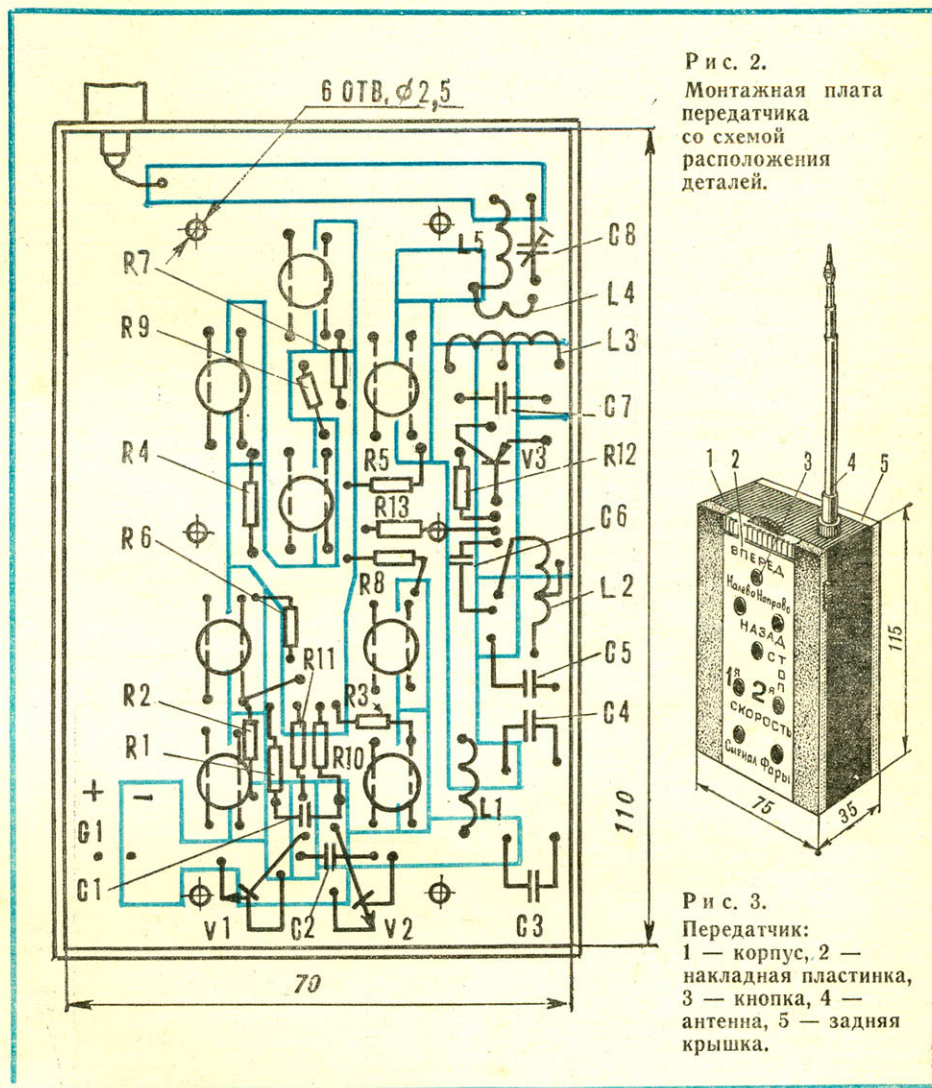 Рис. 2.
Монтажная плата
передатчика
со схемой
расположения
деталей.
6 ОТВ. ⌀2,5
R7
R9
R4
R6
R2
R1
+ -
G1
C1
V1
C2
V2
C3
L1
R11
R10
R3
R5
R13
R8
L5
C8
L4
L3
C7
V3
R12
C6
L2
C5
C4
110
70
1 2 3 4 5
ВПЕРЕД
Налево Направо
НАЗАД
СТОП
1я 2я
СКОРОСТЬ
Сигнал Фары
115
75
35
Рис. 3.
Передатчик:
1 — корпус, 2 —
накладная пластинка,
3 — кнопка, 4 —
антенна, 5 — задняя
крышка.